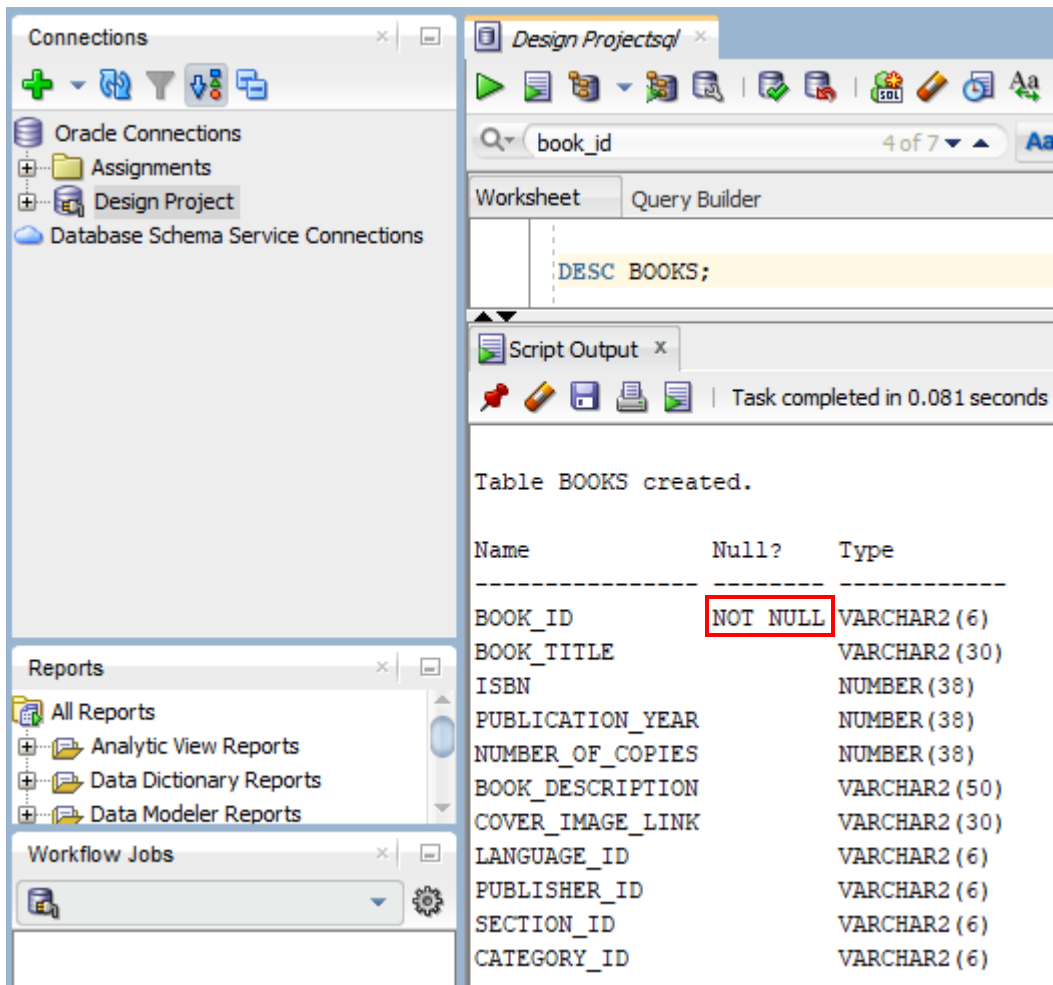 Connections
Oracle Connections
Assignments
Design Project
Database Schema Service Connections
Reports
All Reports
Analytic View Reports
Data Dictionary Reports
Data Modeler Reports
Workflow Jobs
Design Projectsql
SQL
Aa
book_id 4 of 7 Aa
Worksheet Query Builder
DESC BOOKS;
Script Output
Task completed in 0.081 seconds
Table BOOKS created.
Name Null? Type
---------------- -------- ------------
BOOK_ID NOT NULL VARCHAR2(6)
BOOK_TITLE VARCHAR2(30)
ISBN NUMBER(38)
PUBLICATION_YEAR NUMBER(38)
NUMBER_OF_COPIES NUMBER(38)
BOOK_DESCRIPTION VARCHAR2(50)
COVER_IMAGE_LINK VARCHAR2(30)
LANGUAGE_ID VARCHAR2(6)
PUBLISHER_ID VARCHAR2(6)
SECTION_ID VARCHAR2(6)
CATEGORY_ID VARCHAR2(6)